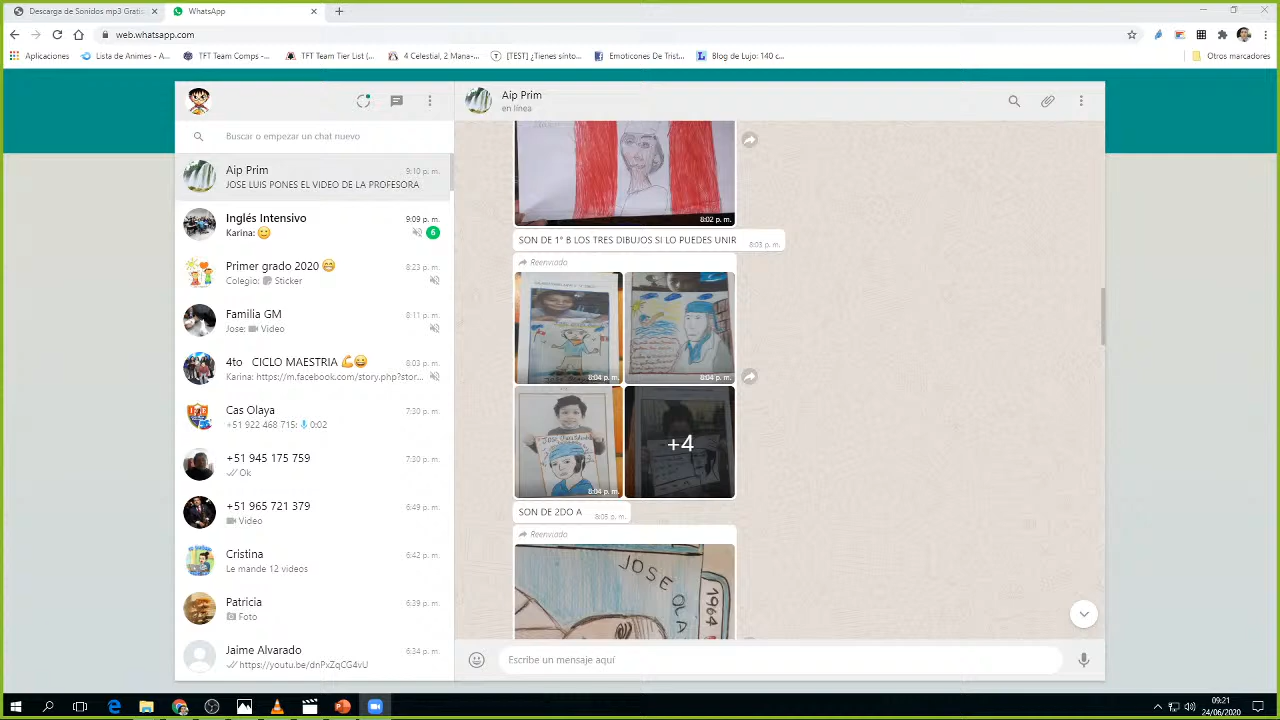 Descarga de Sonidos mp3 Gratis
WhatsApp
web.whatsapp.com
Aplicaciones
Lista de Animes - A...
TFT Team Comps -...
TFT Team Tier List (...
4 Celestial, 2 Mana-...
[TEST] ¿Tienes sínto...
Emoticones De Trist...
Blog de Lujo: 140 c...
Otros marcadores
Buscar o empezar un chat nuevo
Aip Prim
9:10 p. m.
JOSE LUIS PONES EL VIDEO DE LA PROFESORA
Inglés Intensivo
9:09 p. m.
Karina:
6
Primer grado 2020
8:23 p. m.
Colegio: Sticker
Familia GM
8:11 p. m.
Jose: Video
4to CICLO MAESTRIA
8:03 p. m.
Karina: https://m.facebook.com/story.php?stor...
Cas Olaya
7:30 p. m.
+51 922 468 715: 0:02
+51 945 175 759
7:30 p. m.
Ok
+51 965 721 379
6:49 p. m.
Video
Cristina
6:42 p. m.
Le mande 12 videos
Patricia
6:39 p. m.
Foto
Jaime Alvarado
6:34 p. m.
https://youtu.be/dnPxZqCG4vU
Aip Prim
en línea
8:02 p. m.
SON DE 1° B LOS TRES DIBUJOS SI LO PUEDES UNIR
8:03 p. m.
Reenviado
8:04 p. m.
8:04 p. m.
8:04 p. m.
+4
SON DE 2DO A
8:05 p. m.
Reenviado
JOSE OLA
1964
Escribe un mensaje aquí
09:21
24/06/2020